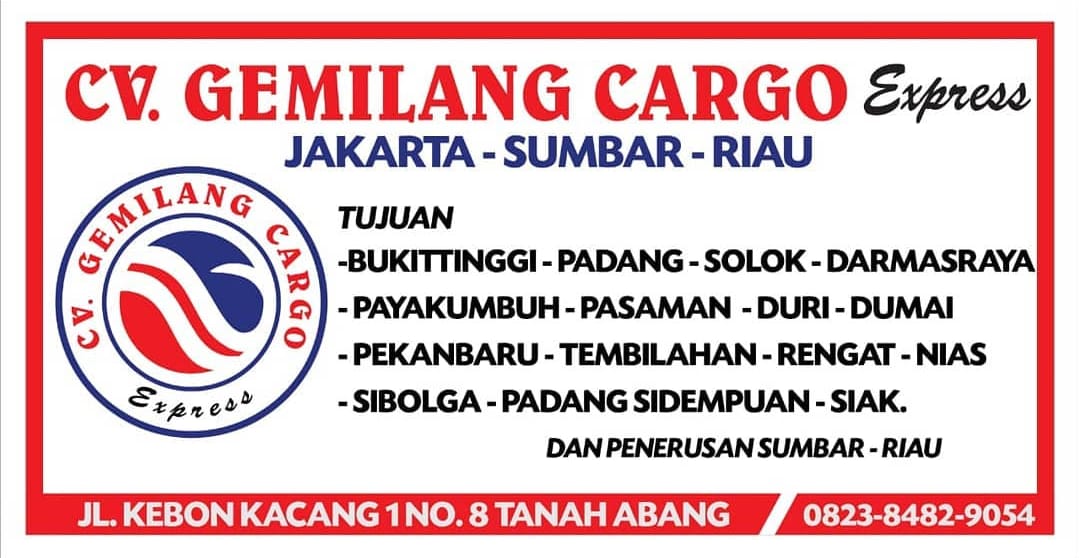 CV. GEMILANG CARGO Express
JAKARTA - SUMBAR - RIAU
CV. GEMILANG CARGO
Express
TUJUAN
-BUKITTINGGI - PADANG - SOLOK - DARMASRAYA
- PAYAKUMBUH - PASAMAN - DURI - DUMAI
- PEKANBARU - TEMBILAHAN - RENGAT - NIAS
- SIBOLGA - PADANG SIDEMPUAN - SIAK.
DAN PENERUSAN SUMBAR - RIAU
JL. KEBON KACANG 1 NO. 8 TANAH ABANG / 0823-8482-9054